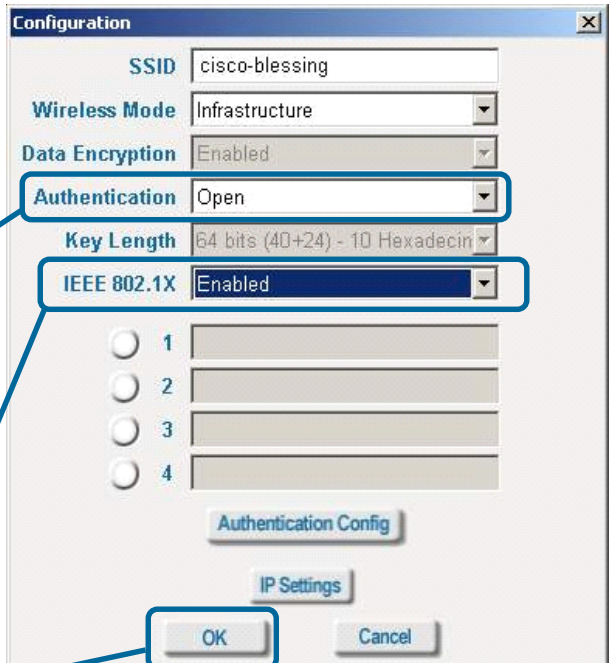 Configuration
SSID cisco-blessing
Wireless Mode Infrastructure
Data Encryption Enabled
Authentication Open
Key Length 64 bits (40+24) - 10 Hexadecin
IEEE 802.1X Enabled
1
2
3
4
Authentication Config
IP Settings
OK Cancel